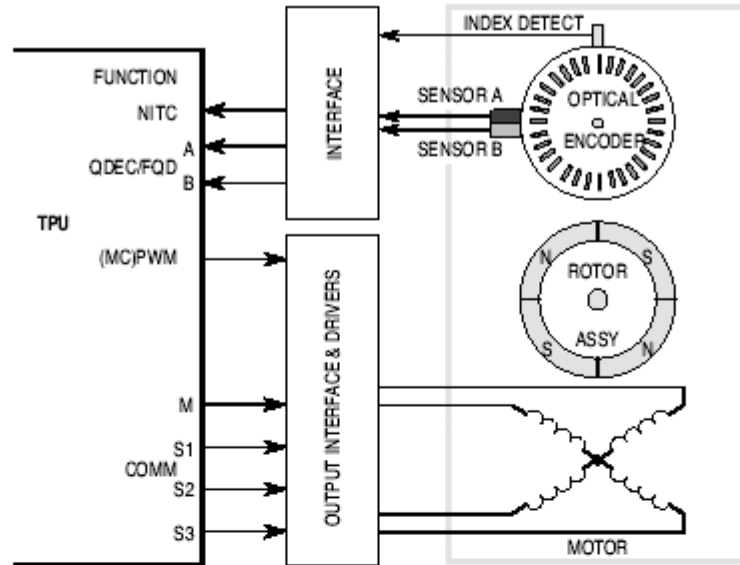 INDEX DETECT
FUNCTION
NITC
A
QDEC/FQD
B
TPU
(MC)PWM
M
S1
COMM
S2
S3
INTERFACE
OUTPUT INTERFACE & DRIVERS
SENSOR A
SENSOR B
OPTICAL
ENCODER
N
S
ROTOR
ASSY
S
N
MOTOR